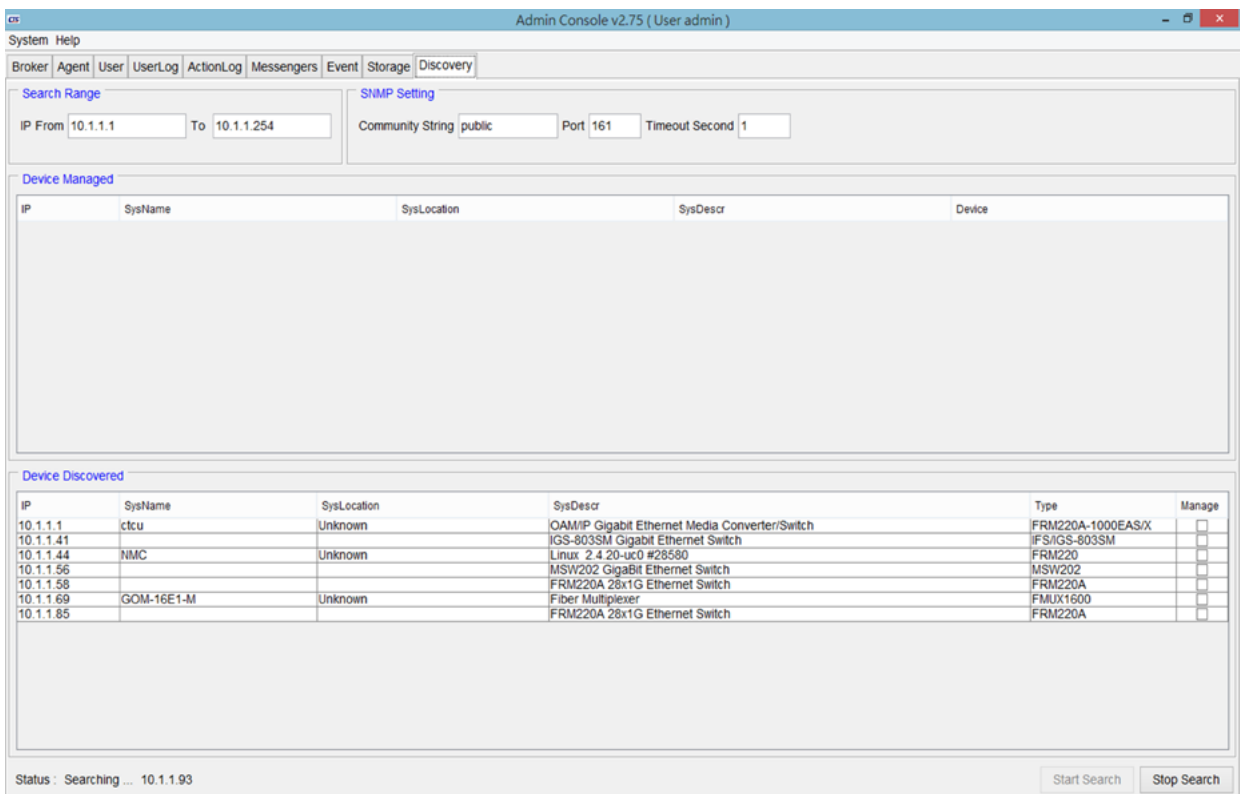 CTS Admin Console v2.75 ( User admin )
System Help
Broker Agent User UserLog ActionLog Messengers Event Storage Discovery
Search Range SNMP Setting
IP From 10.1.1.1 To 10.1.1.254 Community String public Port 161 Timeout Second 1
Device Managed
IP SysName SysLocation SysDescr Device
Device Discovered
IP SysName SysLocation SysDescr Type Manage
10.1.1.1 ctcu Unknown OAM/IP Gigabit Ethernet Media Converter/Switch FRM220A-1000EAS/X
10.1.1.41 IGS-803SM Gigabit Ethernet Switch IFS/IGS-803SM
10.1.1.44 NMC Unknown Linux 2.4.20-uc0 #28580 FRM220
10.1.1.56 MSW202 GigaBit Ethernet Switch MSW202
10.1.1.58 FRM220A 28x1G Ethernet Switch FRM220A
10.1.1.69 GOM-16E1-M Unknown Fiber Multiplexer FMUX1600
10.1.1.85 FRM220A 28x1G Ethernet Switch FRM220A
Status : Searching ... 10.1.1.93 Start Search Stop Search